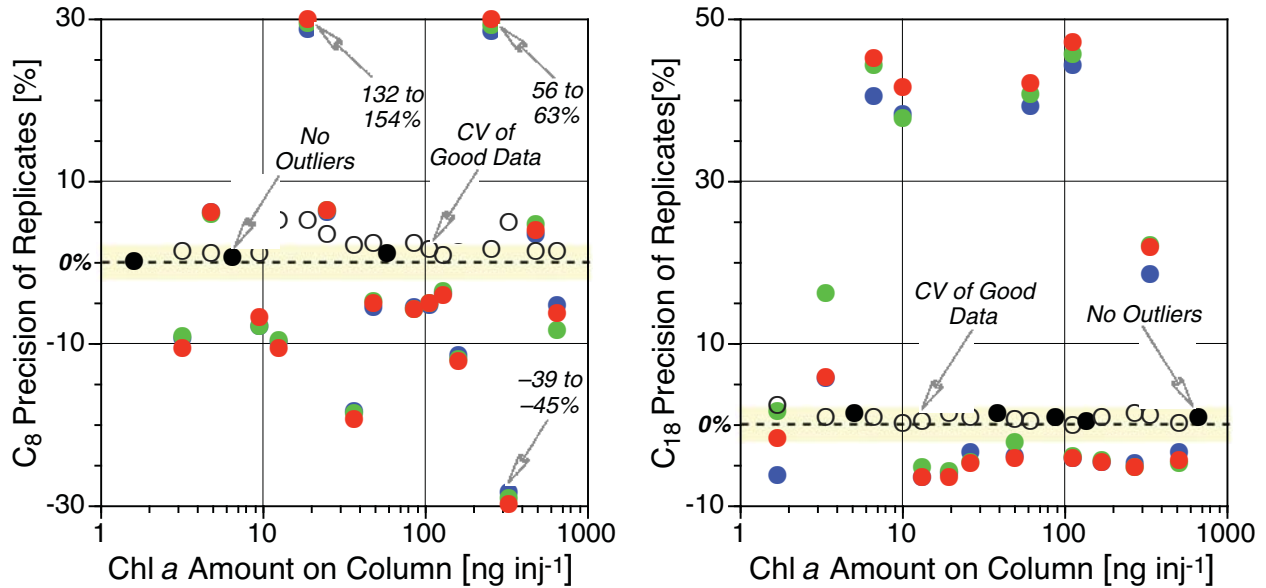 C8 Precision of Replicates [%]
30
10
0%
-10
-30
132 to
154%
56 to
63%
No
Outliers
CV of
Good Data
–39 to
–45%
1
10
100
1000
Chl a Amount on Column [ng inj-1]
C18 Precision of Replicates[%]
50
30
10
0%
-10
CV of Good
Data
No Outliers
1
10
100
1000
Chl a Amount on Column [ng inj-1]